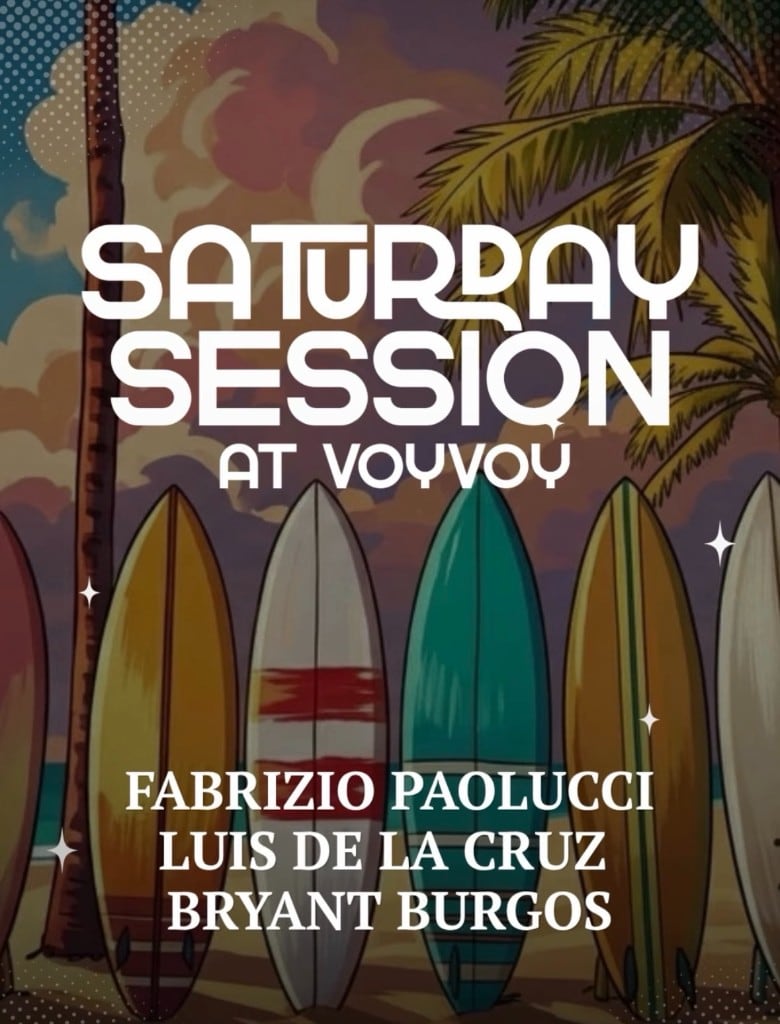 SATURDAY
SESSION
AT VOYVOY
FABRIZIO PAOLUCCI
LUIS DE LA CRUZ
BRYANT BURGOS